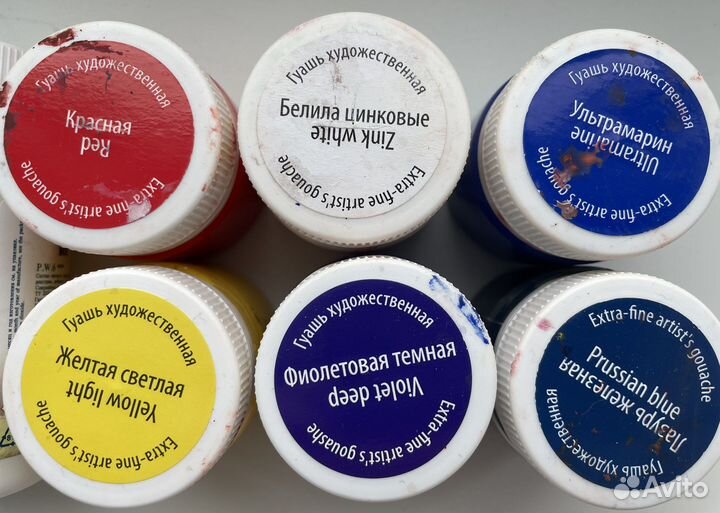 Гуашь художественная
Красная
Red
Extra-fine artist's gouache
Гуашь художественная
Белила цинковые
Zink white
Extra-fine artist's gouache
Гуашь художественная
Ультрамарин
Ultramarine
Extra-fine artist's gouache
Гуашь художественная
Желтая светлая
Yellow light
Extra-fine artist's gouache
Гуашь художественная
Фиолетовая темная
Violet deep
Extra-fine artist's gouache
Extra-fine artist's gouache
Prussian blue
Лазурь железная
Гуашь художественная
P.W.6
Avito